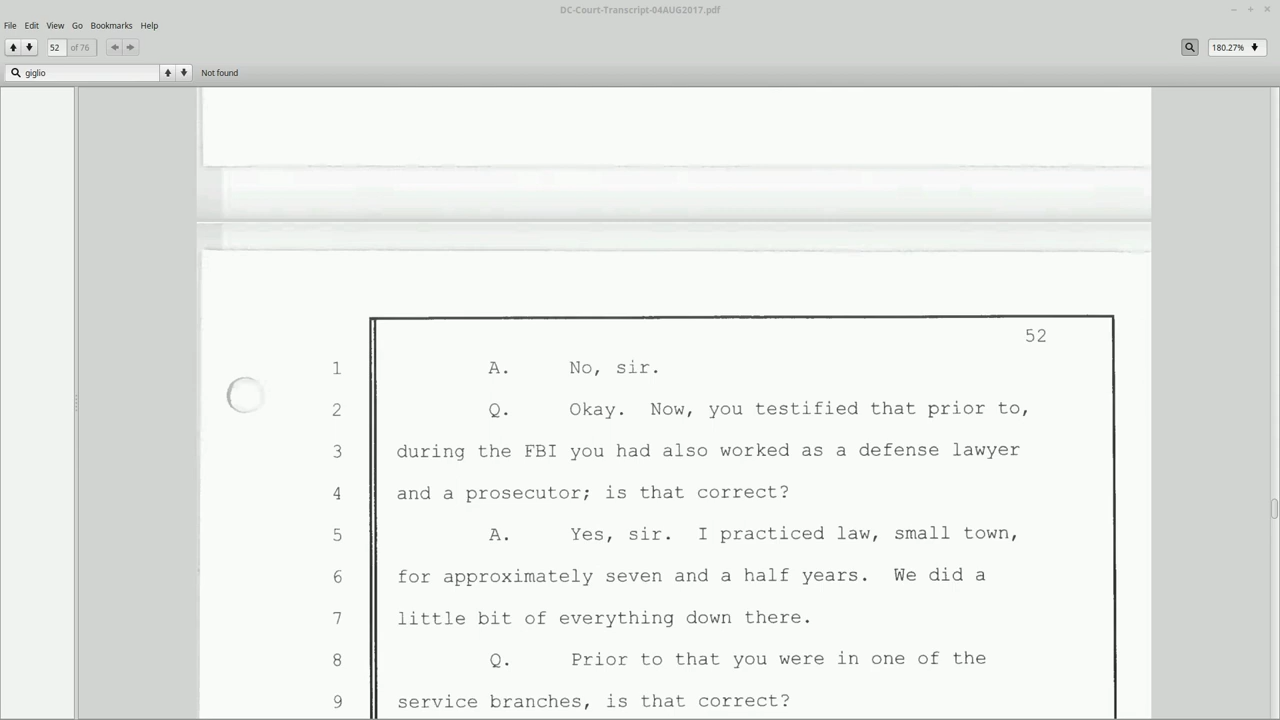 DC-Court-Transcript-04AUG2017.pdf
File Edit View Go Bookmarks Help
52 of 76 180.27%
giglio Not found
52
1 A. No, sir.
2 Q. Okay. Now, you testified that prior to,
3 during the FBI you had also worked as a defense lawyer
4 and a prosecutor; is that correct?
5 A. Yes, sir. I practiced law, small town,
6 for approximately seven and a half years. We did a
7 little bit of everything down there.
8 Q. Prior to that you were in one of the
9 service branches, is that correct?